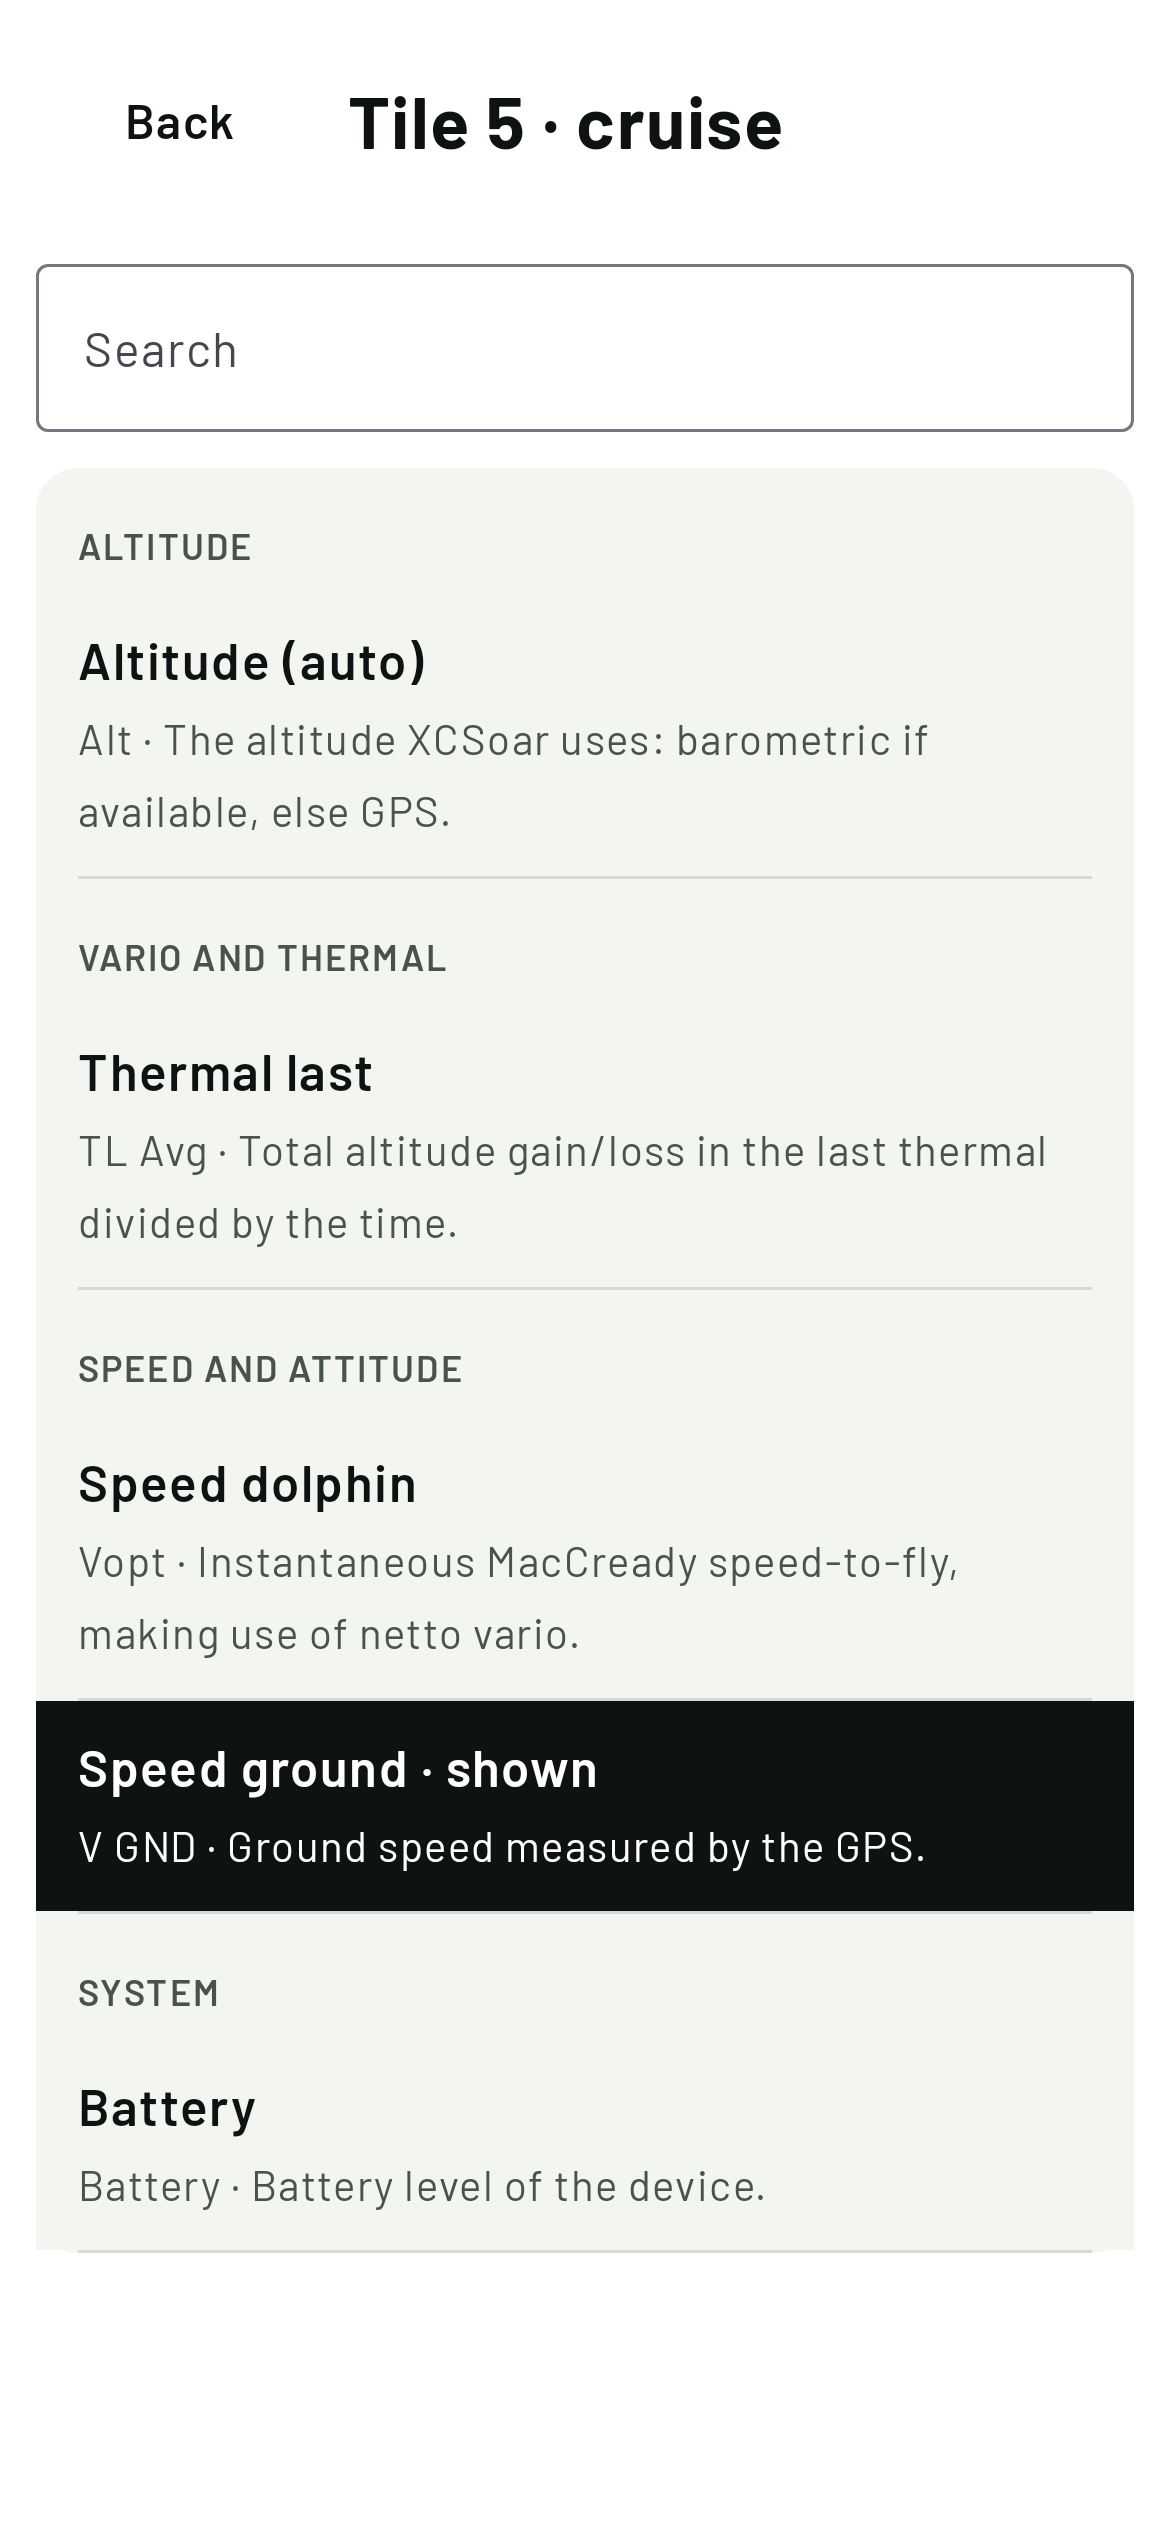 Back
Tile 5 · cruise
Search
ALTITUDE
Altitude (auto)
Alt · The altitude XCSoar uses: barometric if
available, else GPS.
VARIO AND THERMAL
Thermal last
TL Avg · Total altitude gain/loss in the last thermal
divided by the time.
SPEED AND ATTITUDE
Speed dolphin
Vopt · Instantaneous MacCready speed-to-fly,
making use of netto vario.
Speed ground · shown
V GND · Ground speed measured by the GPS.
SYSTEM
Battery
Battery · Battery level of the device.